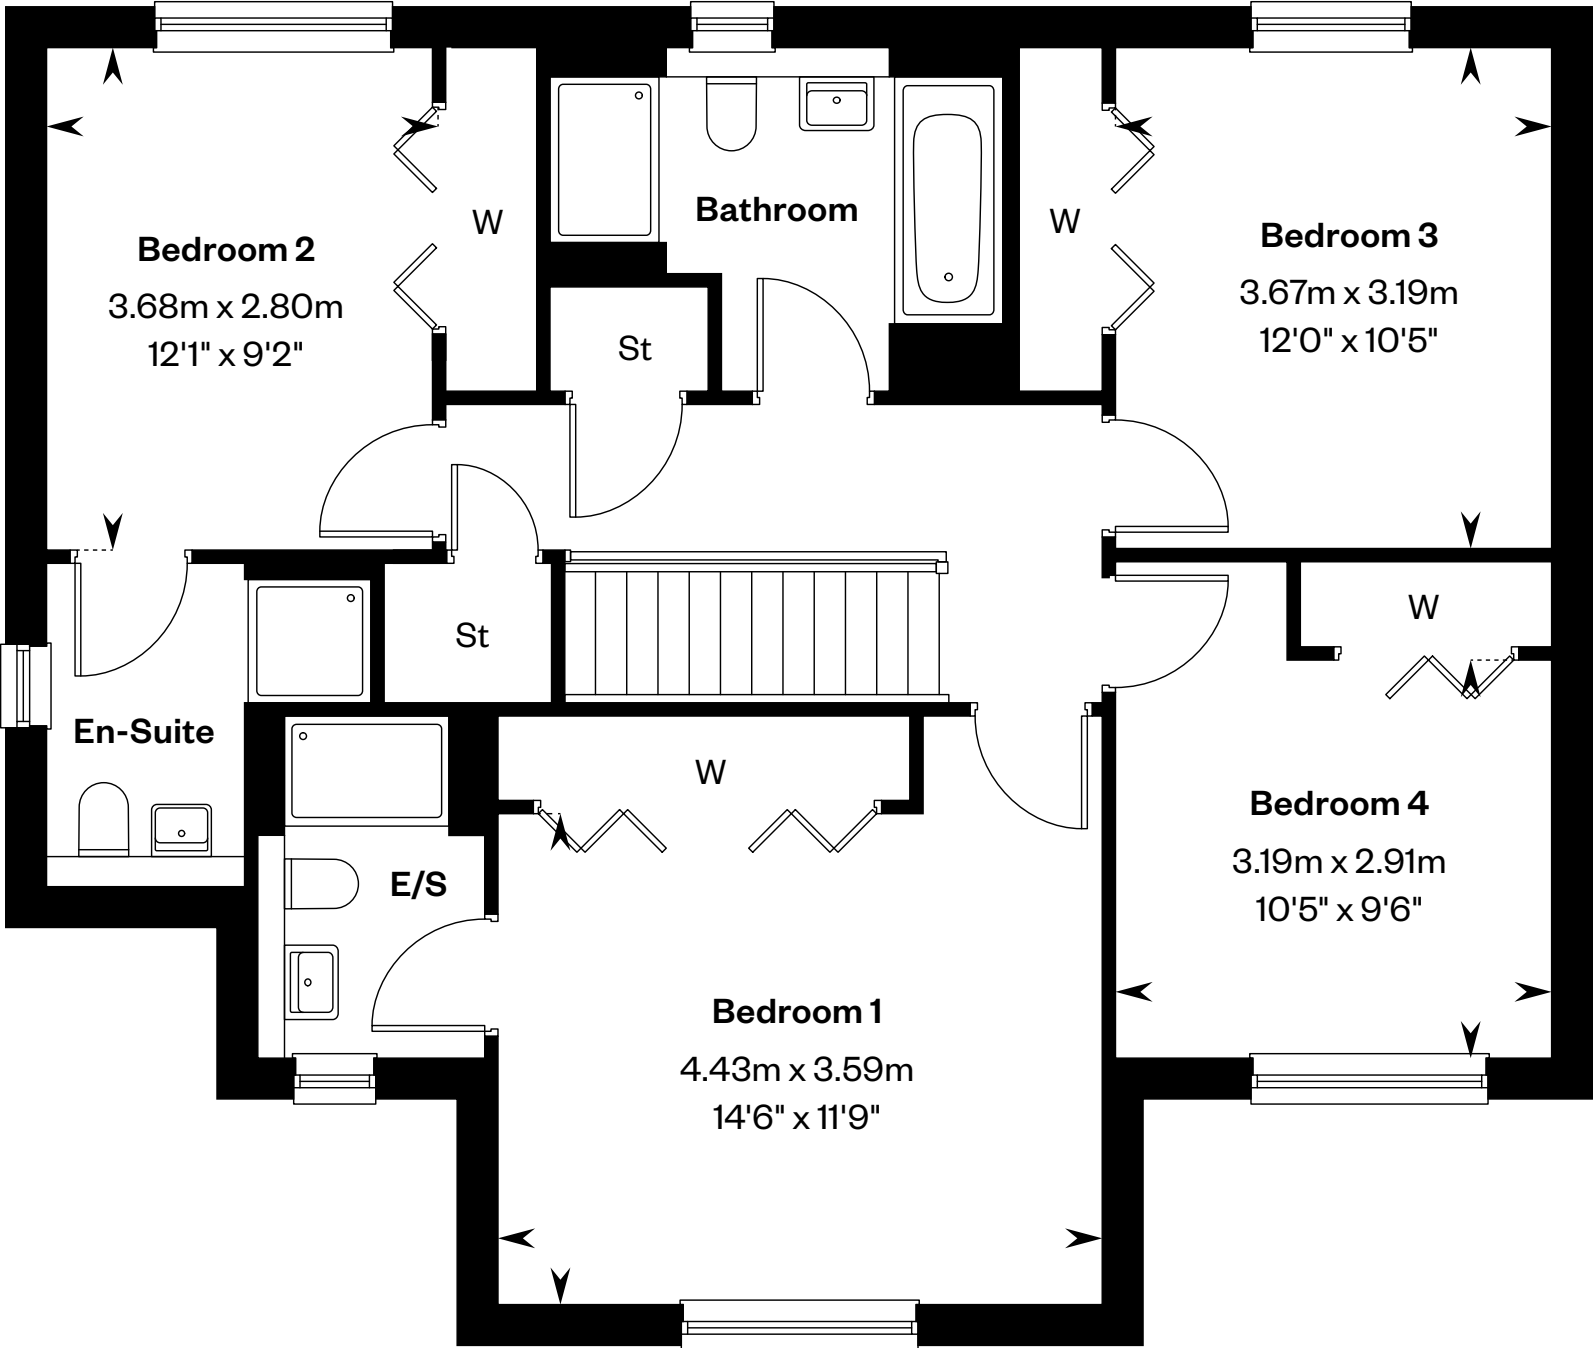 Bedroom 2
3.68m x 2.80m
12'1" x 9'2"
W
Bathroom
St
W
Bedroom 3
3.67m x 3.19m
12'0" x 10'5"
St
En-Suite
E/S
W
Bedroom 1
4.43m x 3.59m
14'6" x 11'9"
W
Bedroom 4
3.19m x 2.91m
10'5" x 9'6"